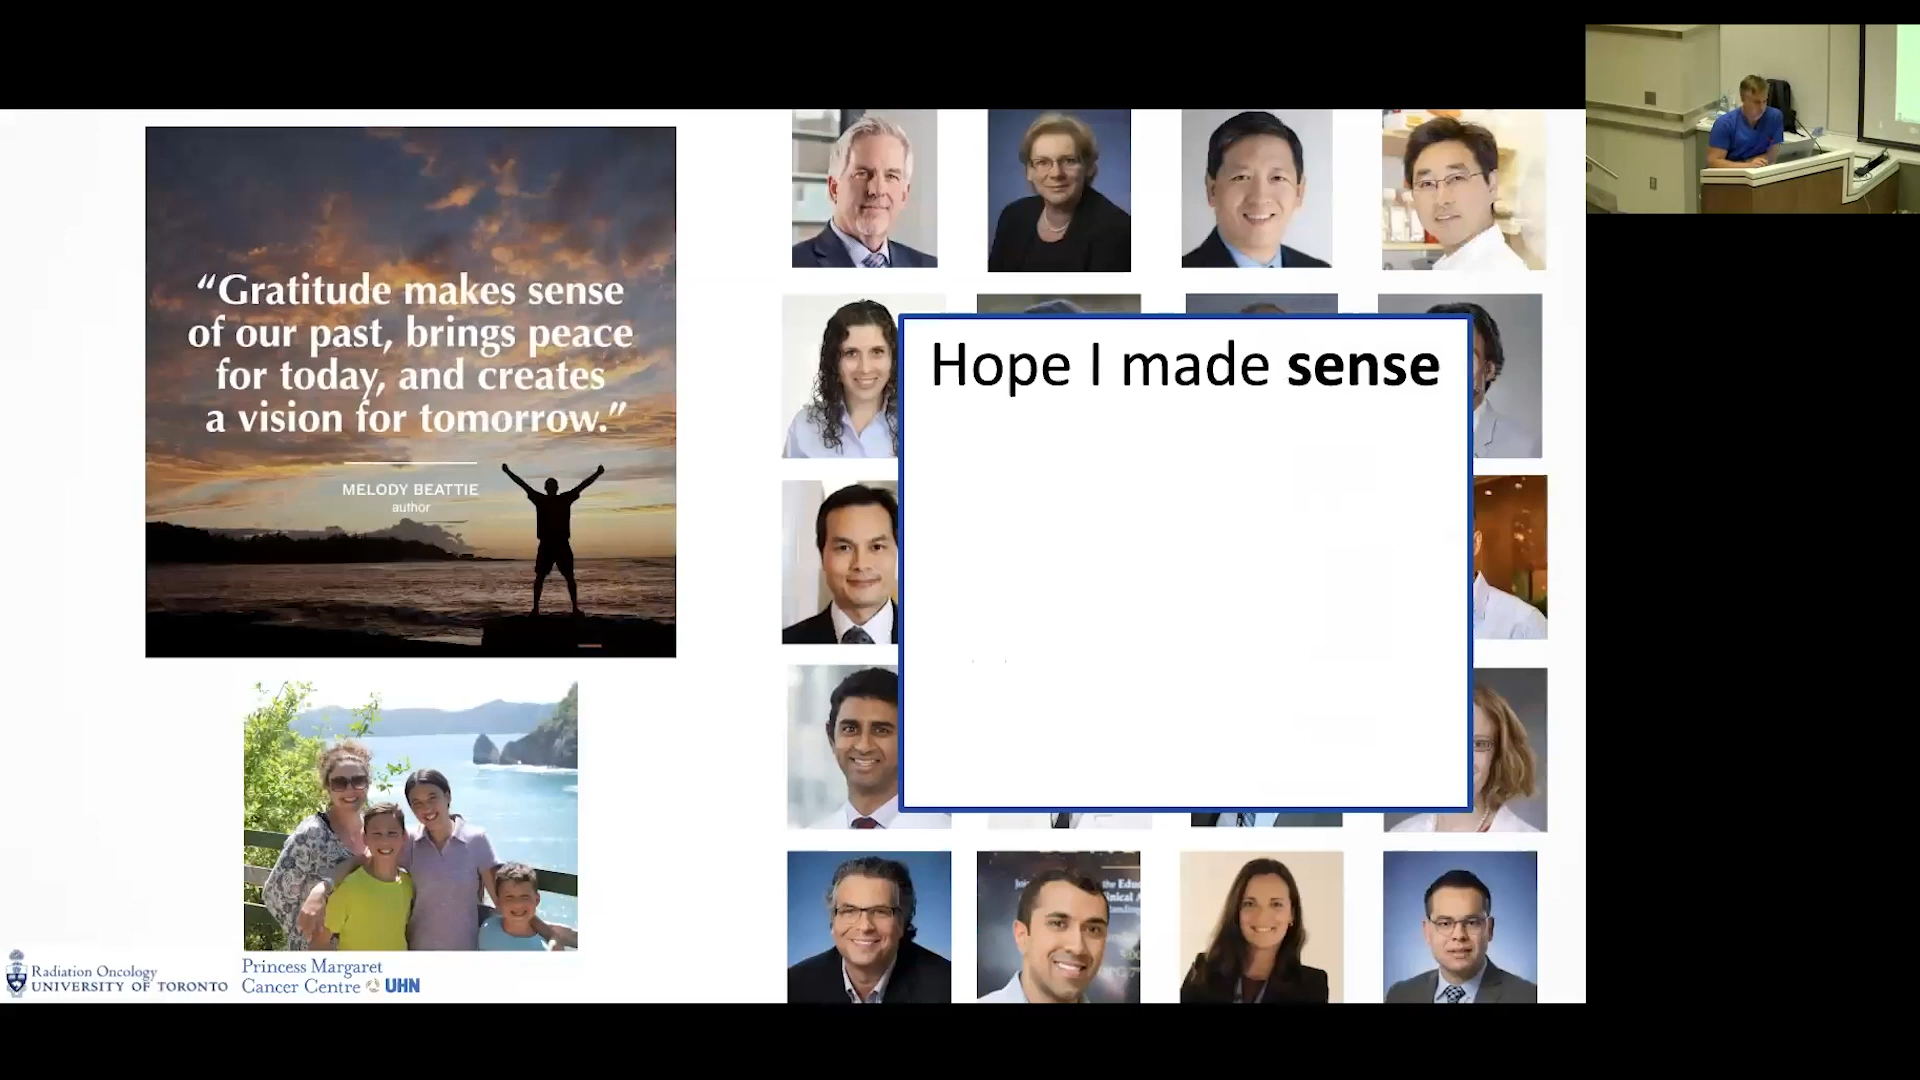 “Gratitude makes sense
of our past, brings peace
for today, and creates
a vision for tomorrow.”
MELODY BEATTIE
author
Hope I made sense
Radiation Oncology
UNIVERSITY OF TORONTO
Princess Margaret
Cancer Centre UHN